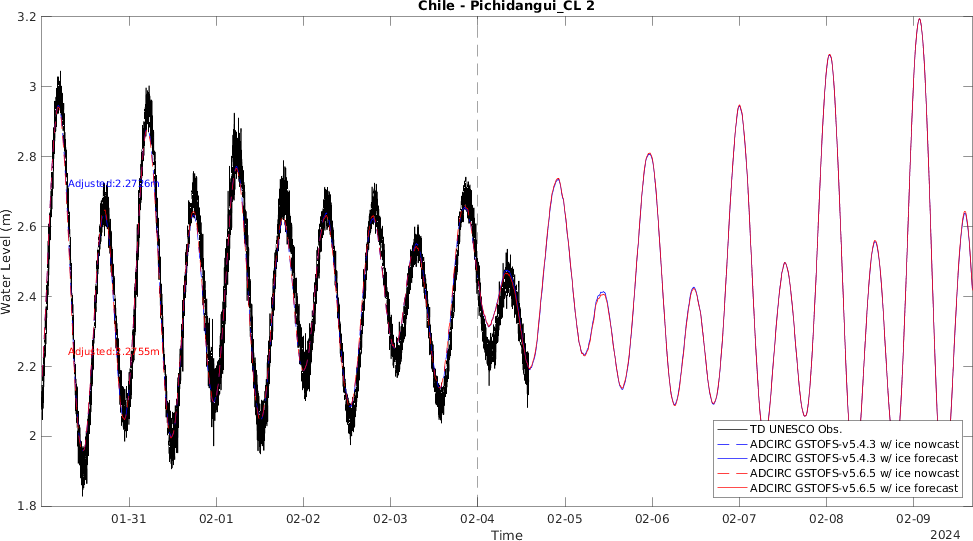 Chile - Pichidangui_CL 2
3.2
3
2.8
2.6
2.4
2.2
2
1.8
Water Level (m)
Adjusted:2.2726m
Adjusted:2.2755m
TD UNESCO Obs.
ADCIRC GSTOFS-v5.4.3 w/ ice nowcast
ADCIRC GSTOFS-v5.4.3 w/ ice forecast
ADCIRC GSTOFS-v5.6.5 w/ ice nowcast
ADCIRC GSTOFS-v5.6.5 w/ ice forecast
01-31
02-01
02-02
02-03
02-04
02-05
02-06
02-07
02-08
02-09
Time
2024